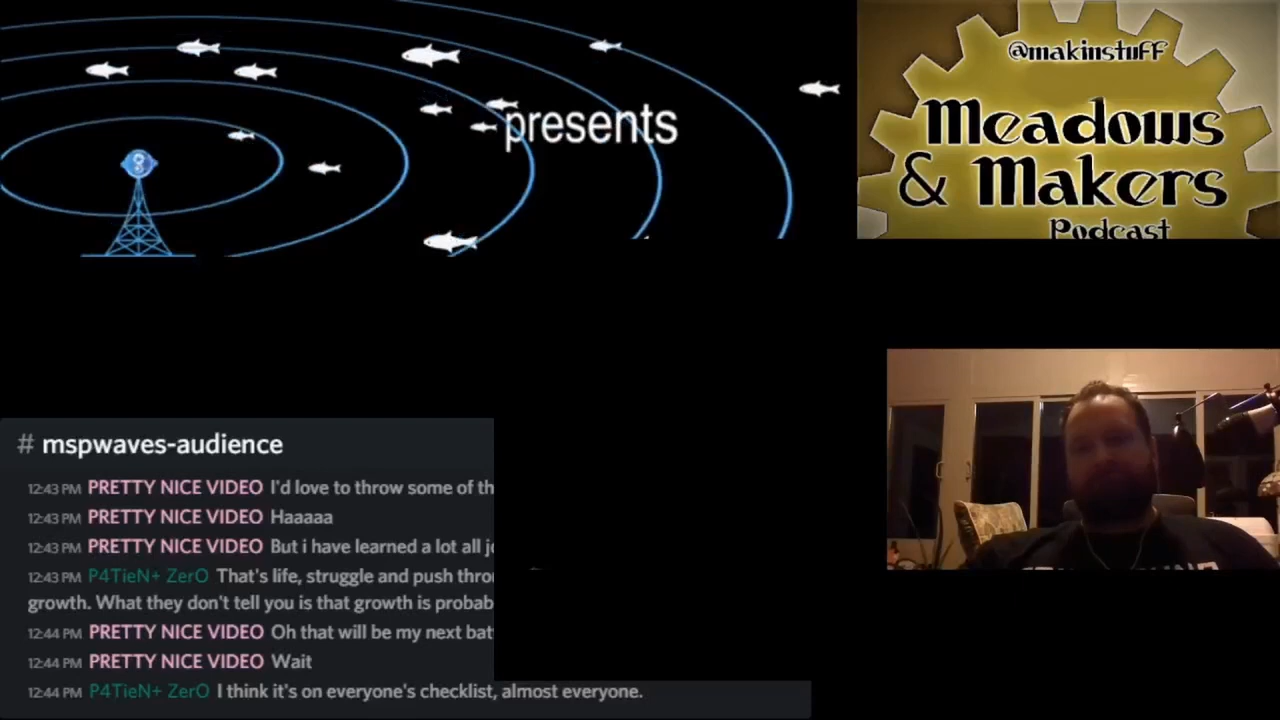 presents
@makinstuff
Meadows
& Makers
Podcast
# mspwaves-audience
12:43 PM PRETTY NICE VIDEO I'd love to throw some of th
12:43 PM PRETTY NICE VIDEO Haaaaa
12:43 PM PRETTY NICE VIDEO But i have learned a lot all
12:43 PM P4TieN+ ZerO That's life, struggle and push thro
growth. What they don't tell you is that growth is probab
12:44 PM PRETTY NICE VIDEO Oh that will be my next bat
12:44 PM PRETTY NICE VIDEO Wait
12:44 PM P4TieN+ ZerO I think it's on everyone's checklist, almost everyone.